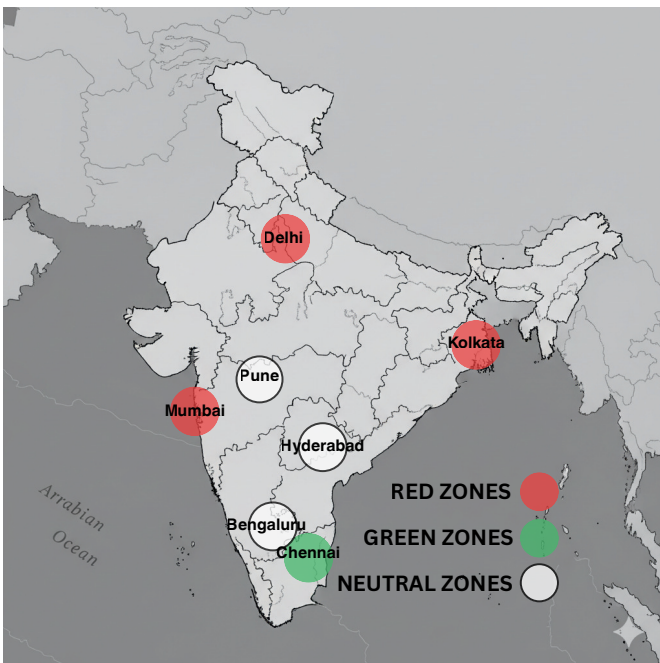 Delhi
Kolkata
Pune
Mumbai
Hyderabad
Arrabian
Ocean
RED ZONES
Bengaluru
GREEN ZONES
Chennai
NEUTRAL ZONES